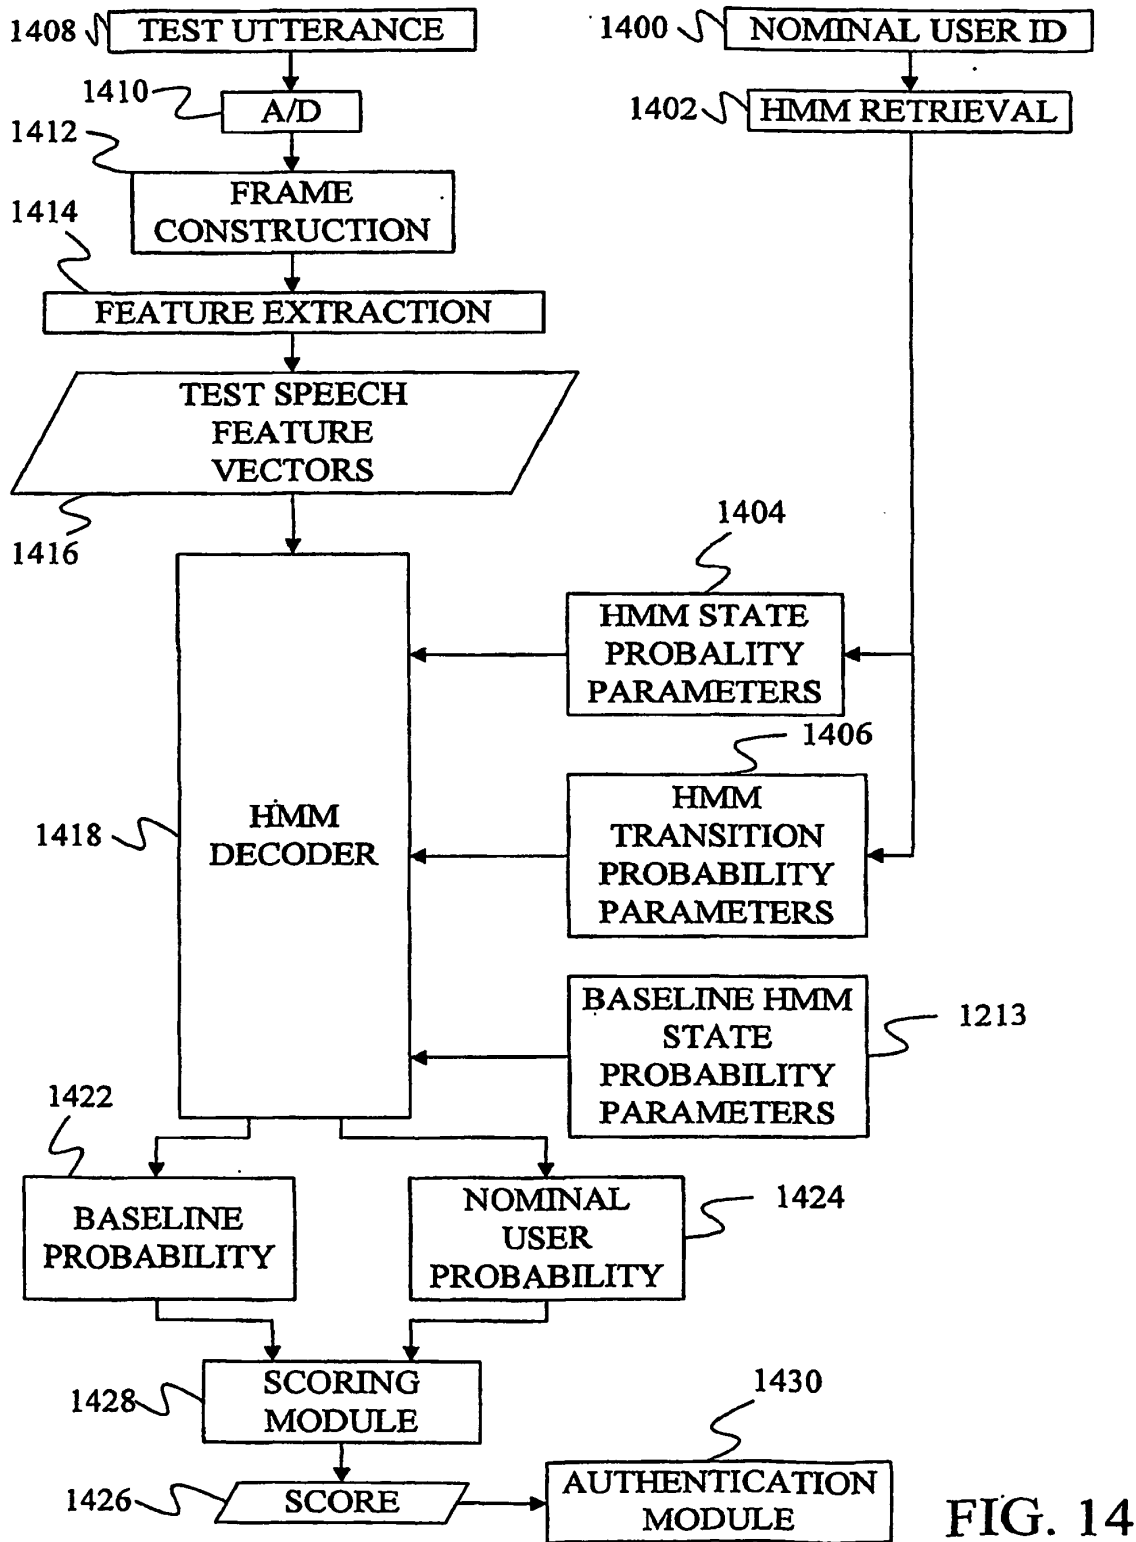 1408
TEST UTTERANCE
1400
NOMINAL USER ID
1410
A/D
1402
HMM RETRIEVAL
1412
FRAME
CONSTRUCTION
1414
FEATURE EXTRACTION
TEST SPEECH
FEATURE
VECTORS
1416
1404
HMM STATE
PROBALITY
PARAMETERS
1406
HMM
TRANSITION
PROBABILITY
PARAMETERS
1418
HMM
DECODER
BASELINE HMM
STATE
PROBABILITY
PARAMETERS
1213
1422
BASELINE
PROBABILITY
NOMINAL
USER
PROBABILITY
1424
1428
SCORING
MODULE
1430
1426
SCORE
AUTHENTICATION
MODULE
FIG. 14